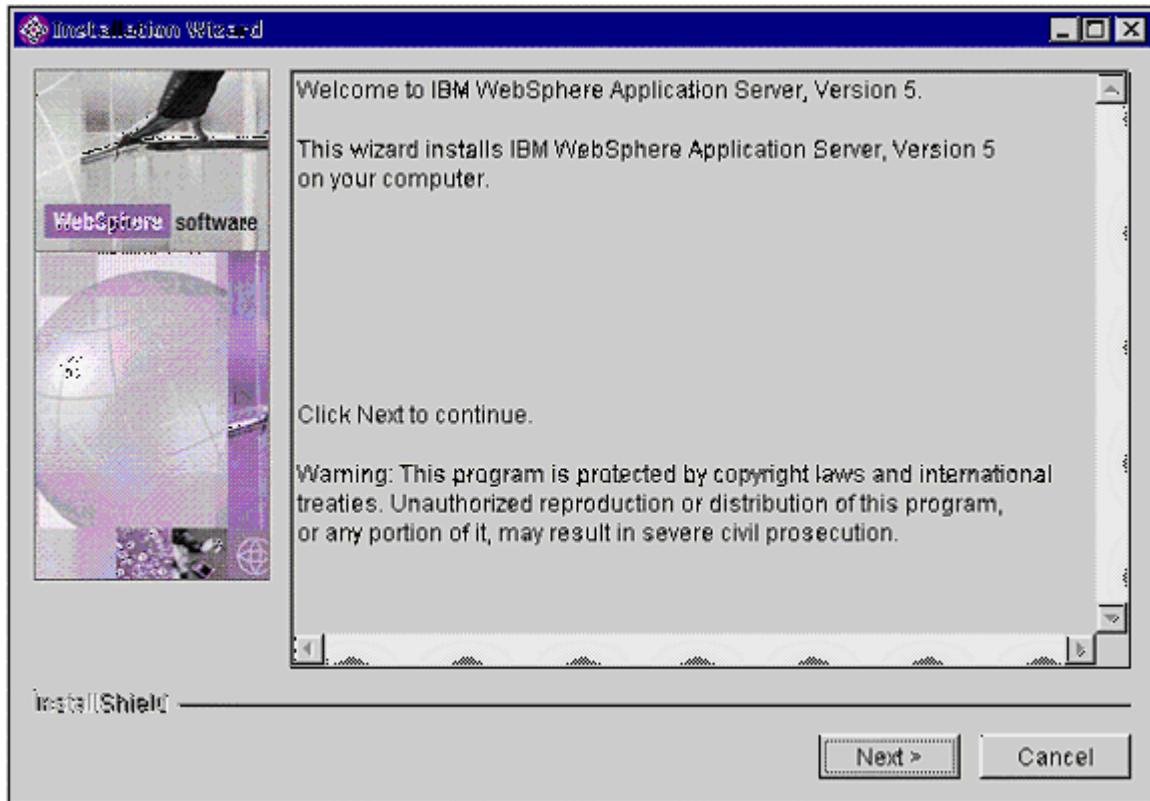 Installation Wizard
WebSphere software
Welcome to IBM WebSphere Application Server, Version 5.
This wizard installs IBM WebSphere Application Server, Version 5
on your computer.
Click Next to continue.
Warning: This program is protected by copyright laws and international
treaties. Unauthorized reproduction or distribution of this program,
or any portion of it, may result in severe civil prosecution.
InstallShield
Next >
Cancel